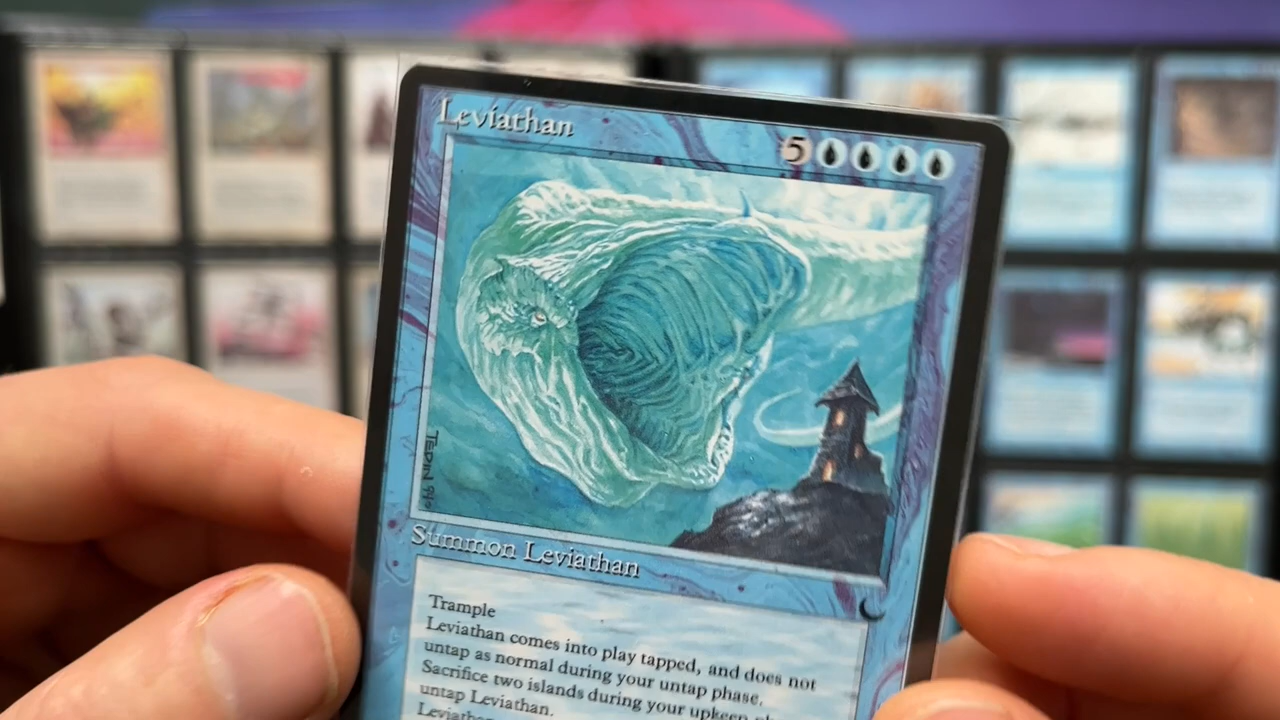 Leviathan
5
TEDIN 94
Summon Leviathan
Trample
Leviathan comes into play tapped, and does not
untap as normal during your untap phase.
Sacrifice two islands during your upkeep
untap Leviathan.
Leviathan